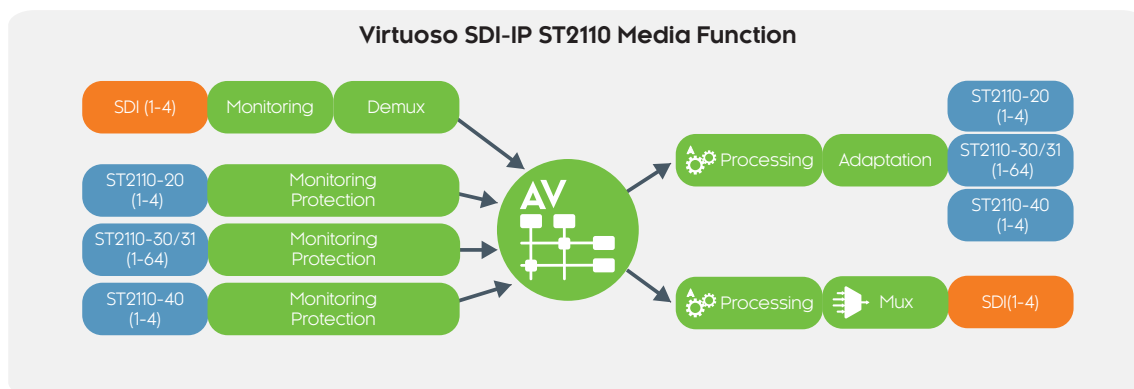 Virtuoso SDI-IP ST2110 Media Function
SDI (1-4)
Monitoring
Demux
ST2110-20
(1-4)
Monitoring
Protection
ST2110-30/31
(1-64)
Monitoring
Protection
ST2110-40
(1-4)
Monitoring
Protection
AV
A
Processing
Adaptation
ST2110-20
(1-4)
ST2110-30/31
(1-64)
ST2110-40
(1-4)
A
Processing
Mux
SDI(1-4)